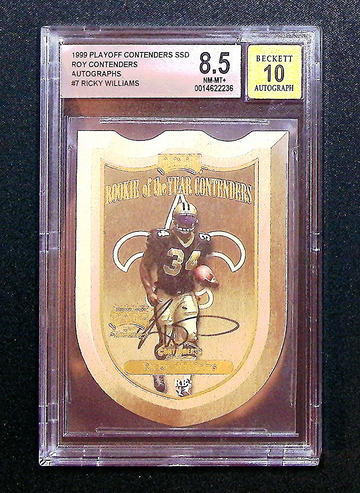 1999 PLAYOFF CONTENDERS SSD
ROY CONTENDERS
AUTOGRAPHS
#7 RICKY WILLIAMS
8.5
NM-MT+
0014622236
BECKETT
10
AUTOGRAPH
ROOKIE of the YEAR CONTENDERS
34
CONTENDERS